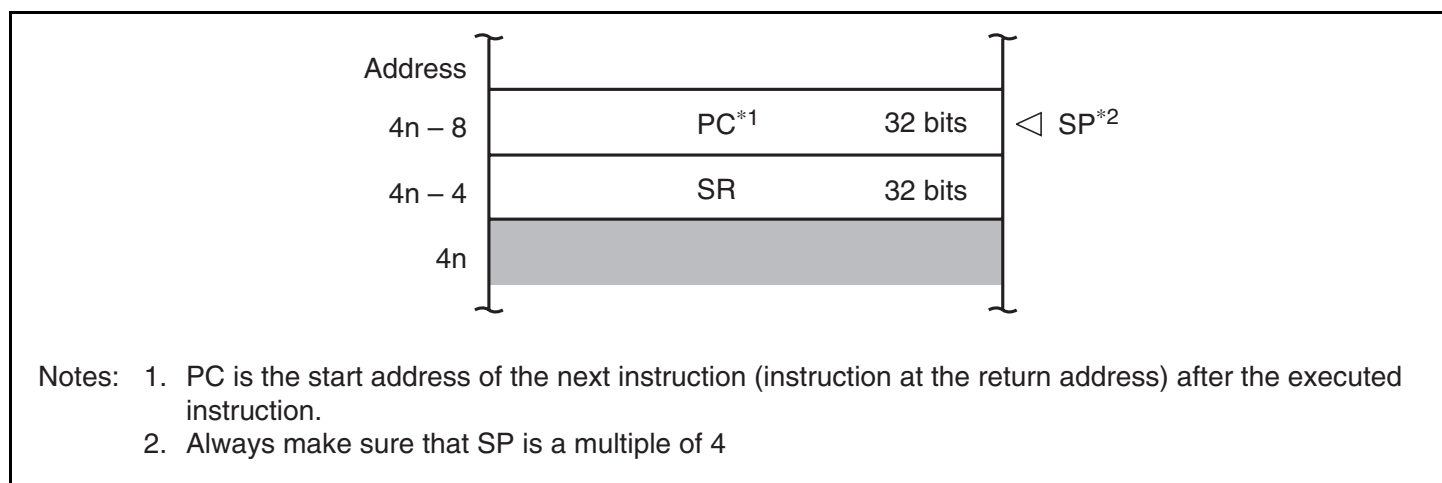 Address
4n – 8 PC*1 32 bits SP*2
4n – 4 SR 32 bits
4n
Notes: 1. PC is the start address of the next instruction (instruction at the return address) after the executed
instruction.
2. Always make sure that SP is a multiple of 4